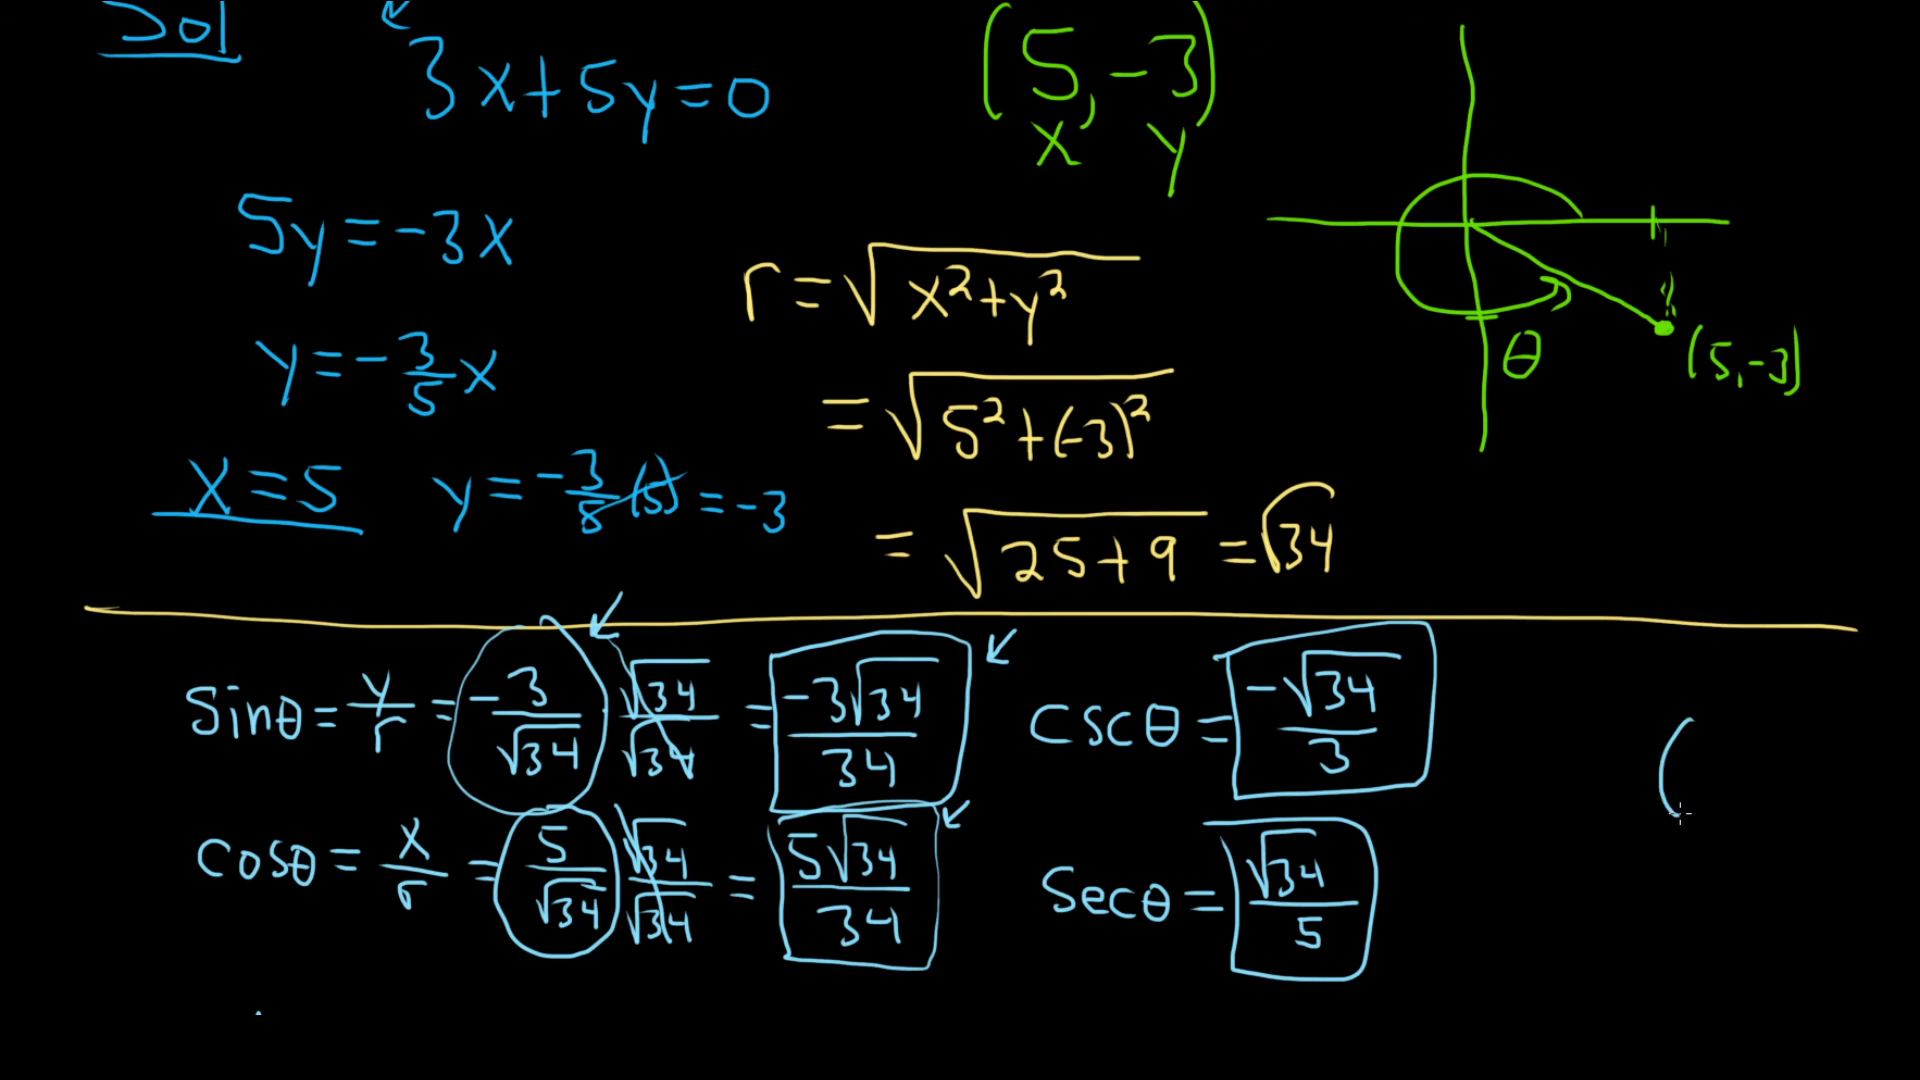 Sol
3x+5y=0
5y=-3x
y=-3/5x
x=5 y=-3/5(5)=-3
(5,-3)
x y
r=√(x²+y²)
=√(5²+(-3)²)
=√(25+9)=√34
θ (5,-3)
Sinθ=y/r=-3/√34 √34/√34=-3√34/34 cscθ=-√34/3
cosθ=x/r=5/√34 √34/√34=5√34/34 Secθ=√34/5
(